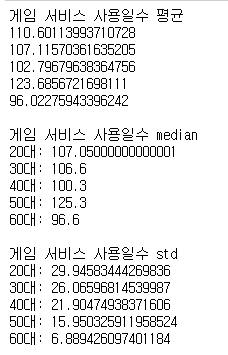 게임 서비스 사용일수 평균
110.60113993710728
107.11570361635205
102.79679638364756
123.6856721698111
96.02275943396242
게임 서비스 사용일수 median
20대: 107.05000000000001
30대: 106.6
40대: 100.3
50대: 125.3
60대: 96.6
게임 서비스 사용일수 std
20대: 29.94583444269836
30대: 26.06596814539987
40대: 21.90474938371606
50대: 15.950325911958524
60대: 6.889426097401184